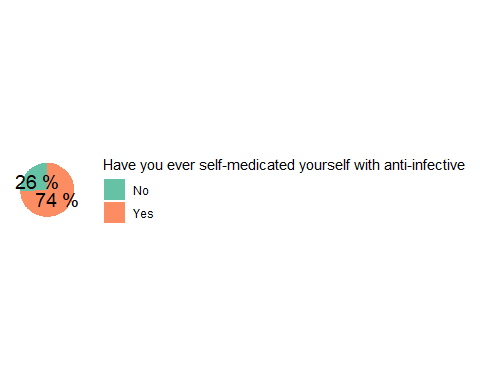 Have you ever self-medicated yourself with anti-infective
26 %
No
74 %
Yes